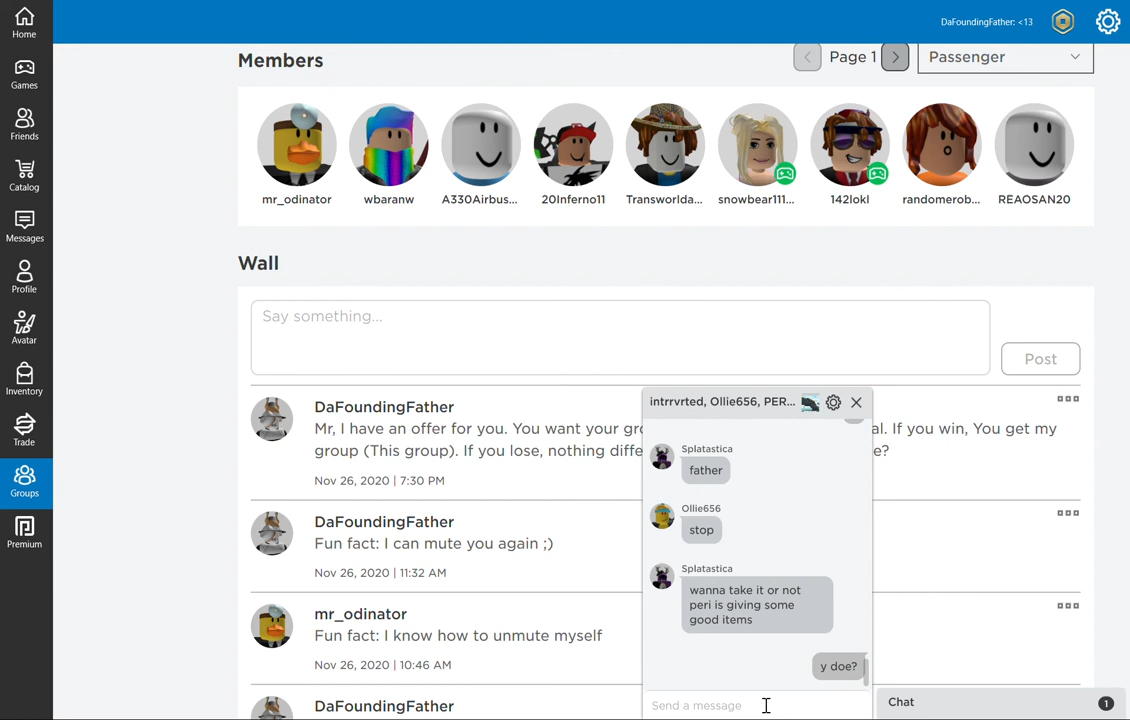 DaFoundingFather: <13
Home
Games
Friends
Catalog
Messages
Profile
Avatar
Inventory
Trade
Groups
Premium
Members
Page 1
Passenger
mr_odinator
wbaranw
A330Airbus...
20Inferno11
Transworlda...
snowbear111...
142lokl
randomerob...
REAOSAN20
Wall
Say something...
Post
DaFoundingFather
Mr, I have an offer for you. You want your gr al. If you win, You get my
group (This group). If you lose, nothing diffe e?
Nov 26, 2020 | 7:30 PM
DaFoundingFather
Fun fact: I can mute you again ;)
Nov 26, 2020 | 11:32 AM
mr_odinator
Fun fact: I know how to unmute myself
Nov 26, 2020 | 10:46 AM
DaFoundingFather
intrrvrted, Ollie656, PER...
Splatastica
father
Ollie656
stop
Splatastica
wanna take it or not
peri is giving some
good items
y doe?
Send a message
Chat
1